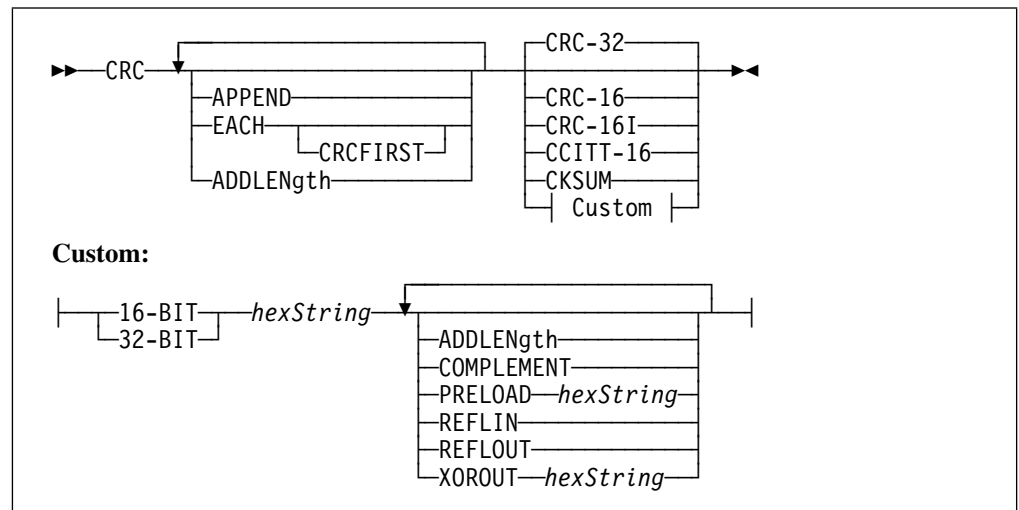 CRC-32
CRC
APPEND CRC-16
EACH CRC-16I
CRCFIRST CCITT-16
ADDLENgth CKSUM
Custom
Custom:
16-BIT hexString
32-BIT ADDLENgth
COMPLEMENT
PRELOAD hexString
REFLIN
REFLOUT
XOROUT hexString